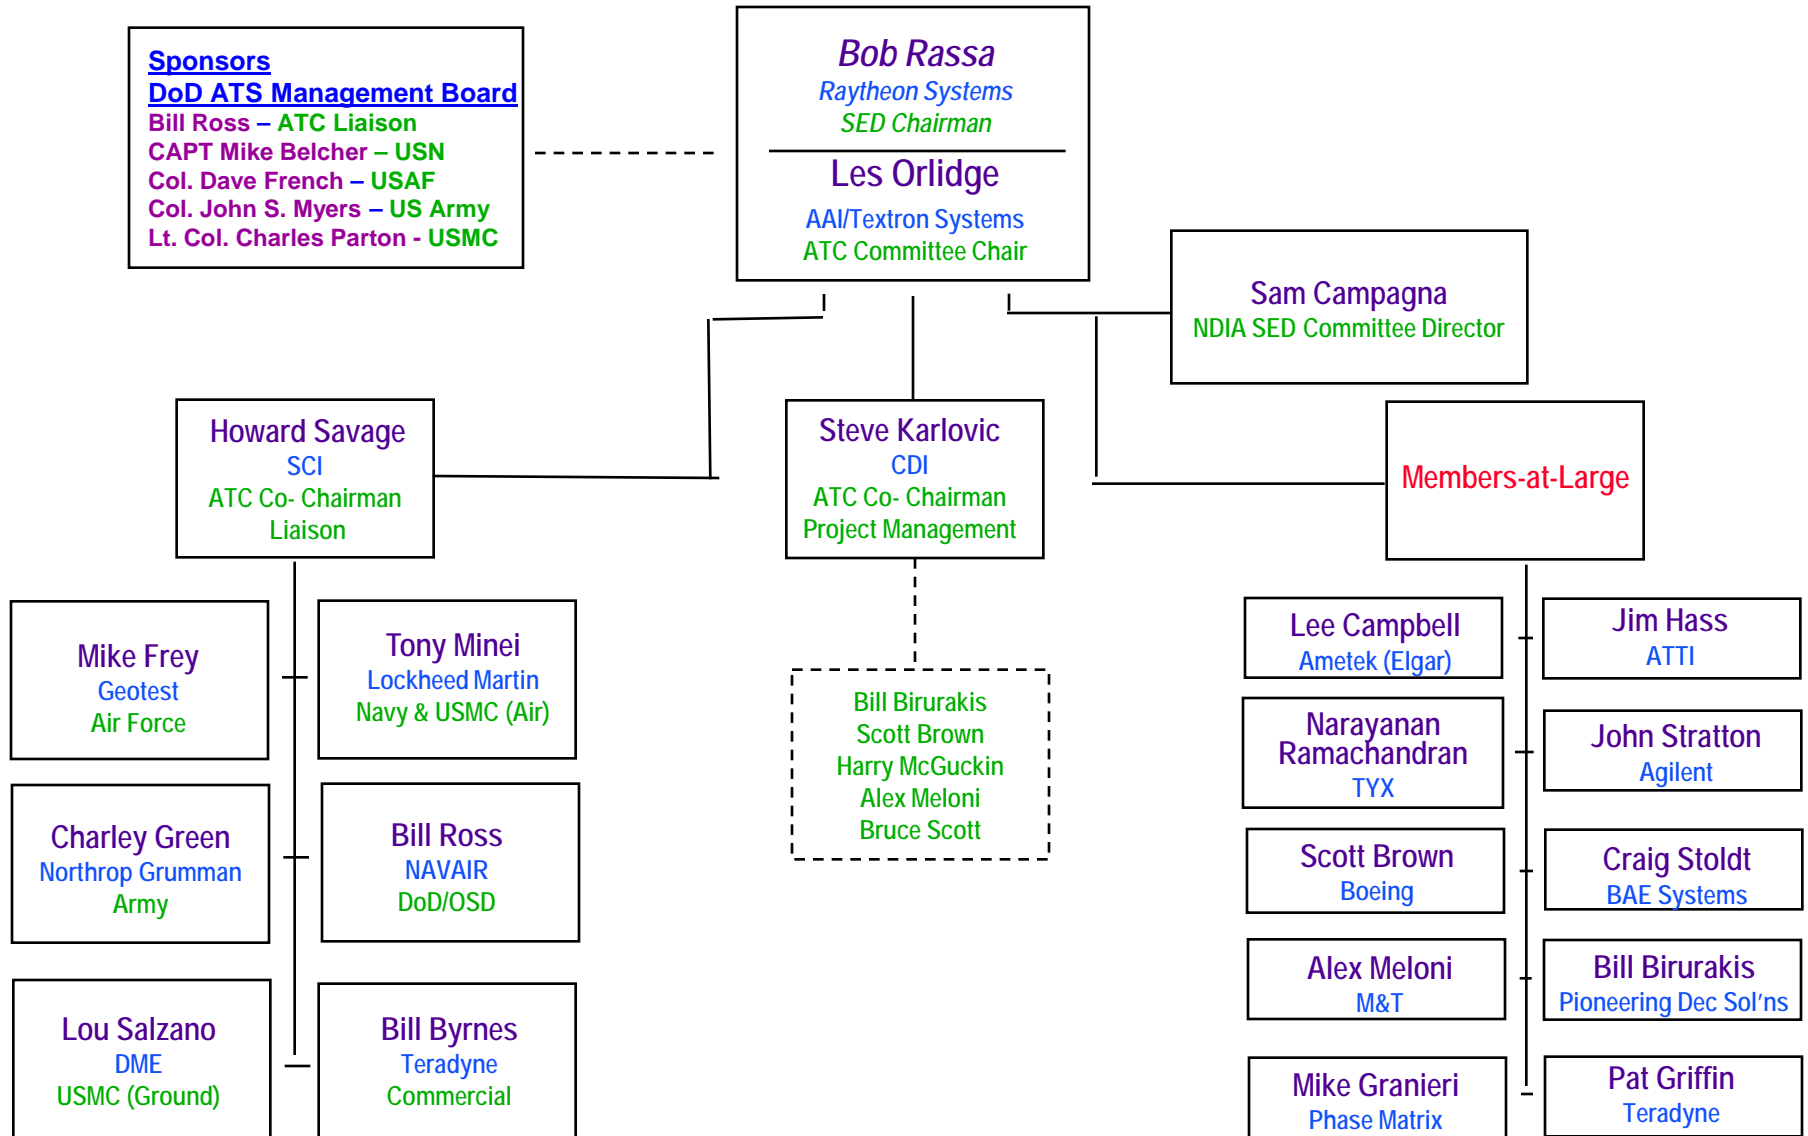 Sponsors
DoD ATS Management Board
Bill Ross – ATC Liaison
CAPT Mike Belcher – USN
Col. Dave French – USAF
Col. John S. Myers – US Army
Lt. Col. Charles Parton - USMC
Bob Rassa
Raytheon Systems
SED Chairman
Les Orlidge
AAI/Textron Systems
ATC Committee Chair
Sam Campagna
NDIA SED Committee Director
Howard Savage
SCI
ATC Co- Chairman
Liaison
Steve Karlovic
CDI
ATC Co- Chairman
Project Management
Members-at-Large
Mike Frey
Geotest
Air Force
Tony Minei
Lockheed Martin
Navy & USMC (Air)
Charley Green
Northrop Grumman
Army
Bill Ross
NAVAIR
DoD/OSD
Lou Salzano
DME
USMC (Ground)
Bill Byrnes
Teradyne
Commercial
Bill Birurakis
Scott Brown
Harry McGuckin
Alex Meloni
Bruce Scott
Lee Campbell
Ametek (Elgar)
Jim Hass
ATTI
Narayanan
Ramachandran
TYX
John Stratton
Agilent
Scott Brown
Boeing
Craig Stoldt
BAE Systems
Alex Meloni
M&T
Bill Birurakis
Pioneering Dec Sol'ns
Mike Granieri
Phase Matrix
Pat Griffin
Teradyne